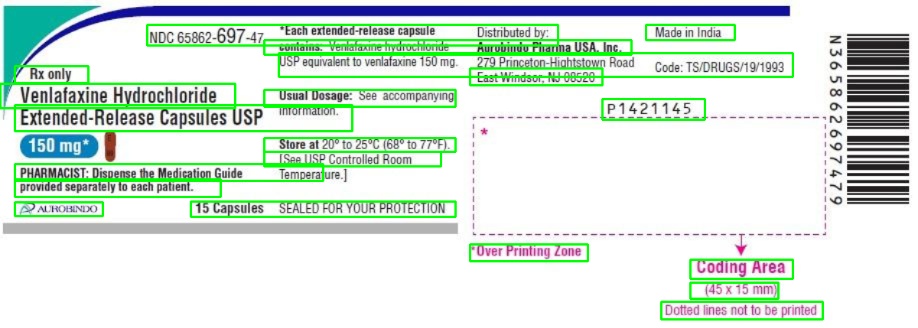 NDC 65862-697-47
Rx only
Venlafaxine Hydrochloride
Extended-Release Capsules USP
150 mg*
PHARMACIST: Dispense the Medication Guide
provided separately to each patient.
AUROBINDO
15 Capsules SEALED FOR YOUR PROTECTION
*Each extended-release capsule
contains: Venlafaxine hydrochloride
USP equivalent to venlafaxine 150 mg.
Usual Dosage: See accompanying
information.
Store at 20° to 25°C (68° to 77°F).
[See USP Controlled Room
Temperature.]
Distributed by:
Aurobindo Pharma USA, Inc.
279 Princeton-Hightstown Road
East Windsor, NJ 08520
Made in India
Code: TS/DRUGS/19/1993
P1421145
*
*Over Printing Zone
Coding Area
(45 x 15 mm)
Dotted lines not to be printed
N365862697479